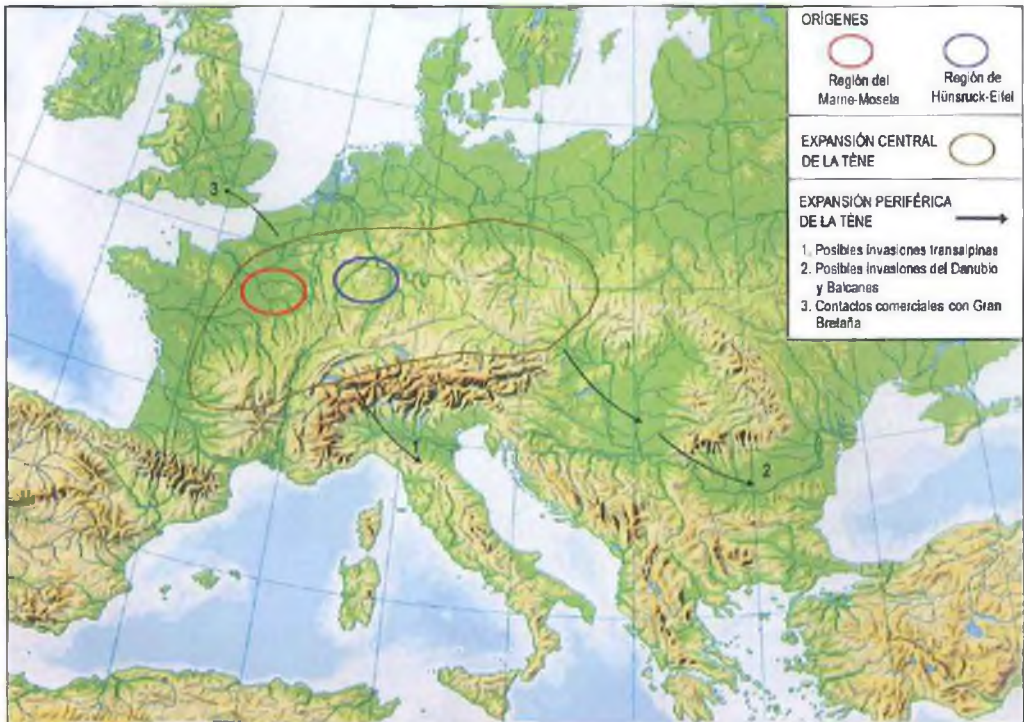 ORÍGENES
Región del
Marne-Mosela
Región de
Hünsruck-Eifel
EXPANSIÓN CENTRAL
DE LA TÈNE
EXPANSIÓN PERIFÉRICA
DE LA TÈNE
1. Posibles invasiones transalpinas
2. Posibles invasiones del Danubio
y Balcanes
3. Contactos comerciales con Gran
Bretaña
3
1
2